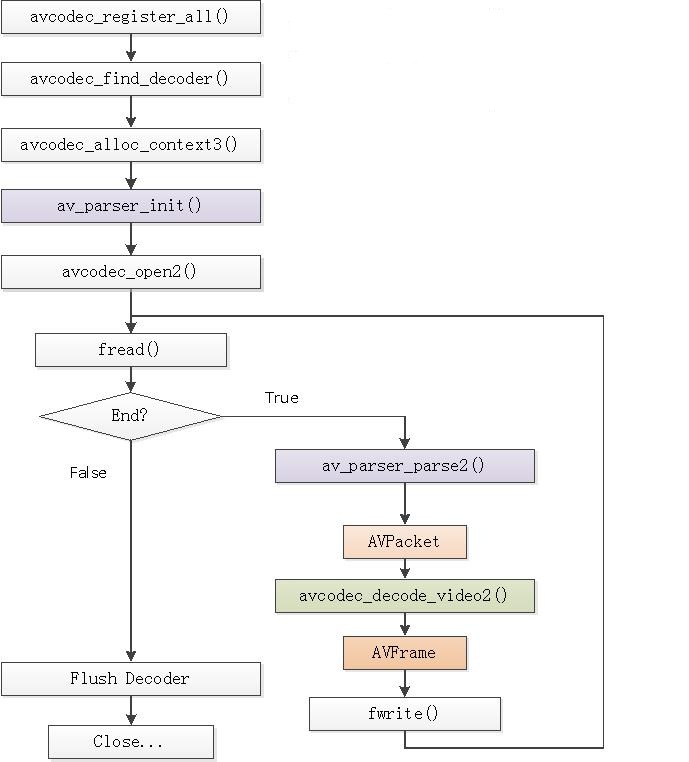 avcodec_register_all()
avcodec_find_decoder()
avcodec_alloc_context3()
av_parser_init()
avcodec_open2()
fread()
End?
True
False
av_parser_parse2()
AVPacket
avcodec_decode_video2()
AVFrame
fwrite()
Flush Decoder
Close...